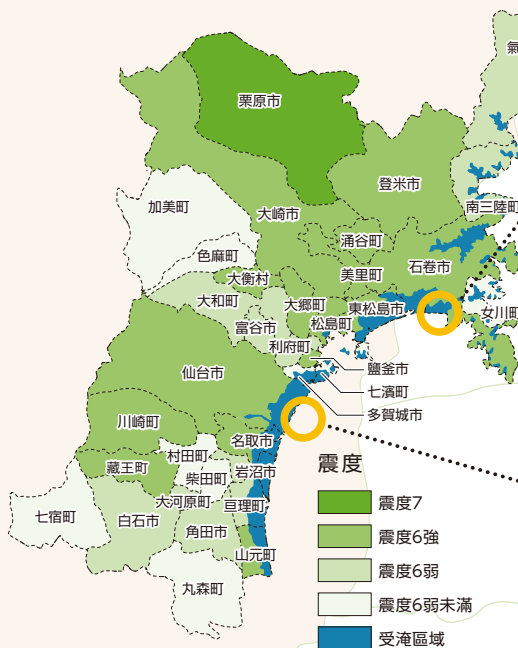 氣
栗原市
登米市
加美町
大崎市
南三陸町
涌谷町
色麻町
石卷市
美里町
大衡村
大和町
大郷町
東松島市
女川町
富谷市
松島町
利府町
鹽釜市
仙台市
七濱町
多賀城市
川崎町
名取市
村田町
藏王町
岩沼市
柴田町
大河原町
亘理町
七宿町
白石市
角田市
山元町
丸森町
震度
震度7
震度6強
震度6弱
震度6弱未滿
受淹區域